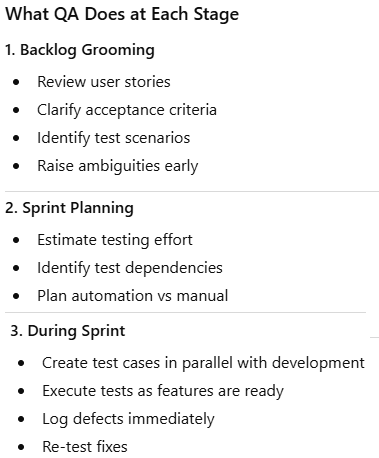 What QA Does at Each Stage
1. Backlog Grooming
• Review user stories
• Clarify acceptance criteria
• Identify test scenarios
• Raise ambiguities early
2. Sprint Planning
• Estimate testing effort
• Identify test dependencies
• Plan automation vs manual
3. During Sprint
• Create test cases in parallel with development
• Execute tests as features are ready
• Log defects immediately
• Re-test fixes